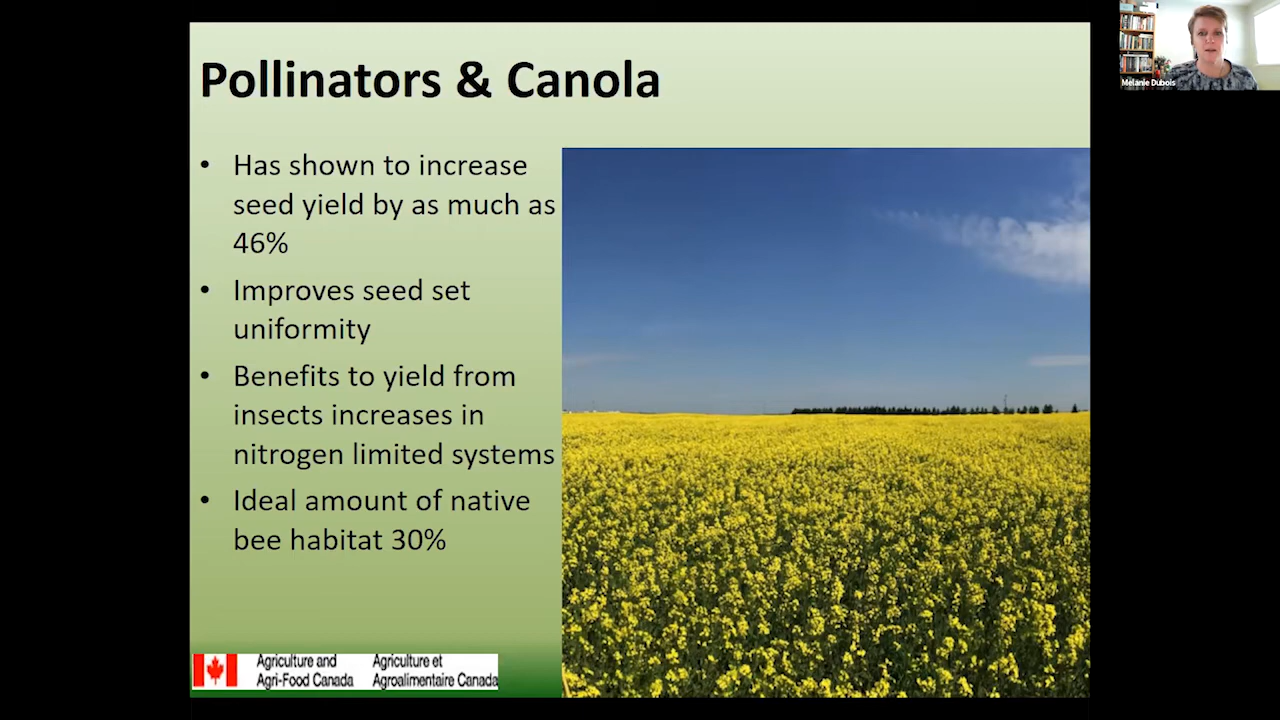 Pollinators & Canola
• Has shown to increase
seed yield by as much as
46%
• Improves seed set
uniformity
• Benefits to yield from
insects increases in
nitrogen limited systems
• Ideal amount of native
bee habitat 30%
Agriculture and
Agri-Food Canada
Agriculture et
Agroalimentaire Canada
Melanie Dubois